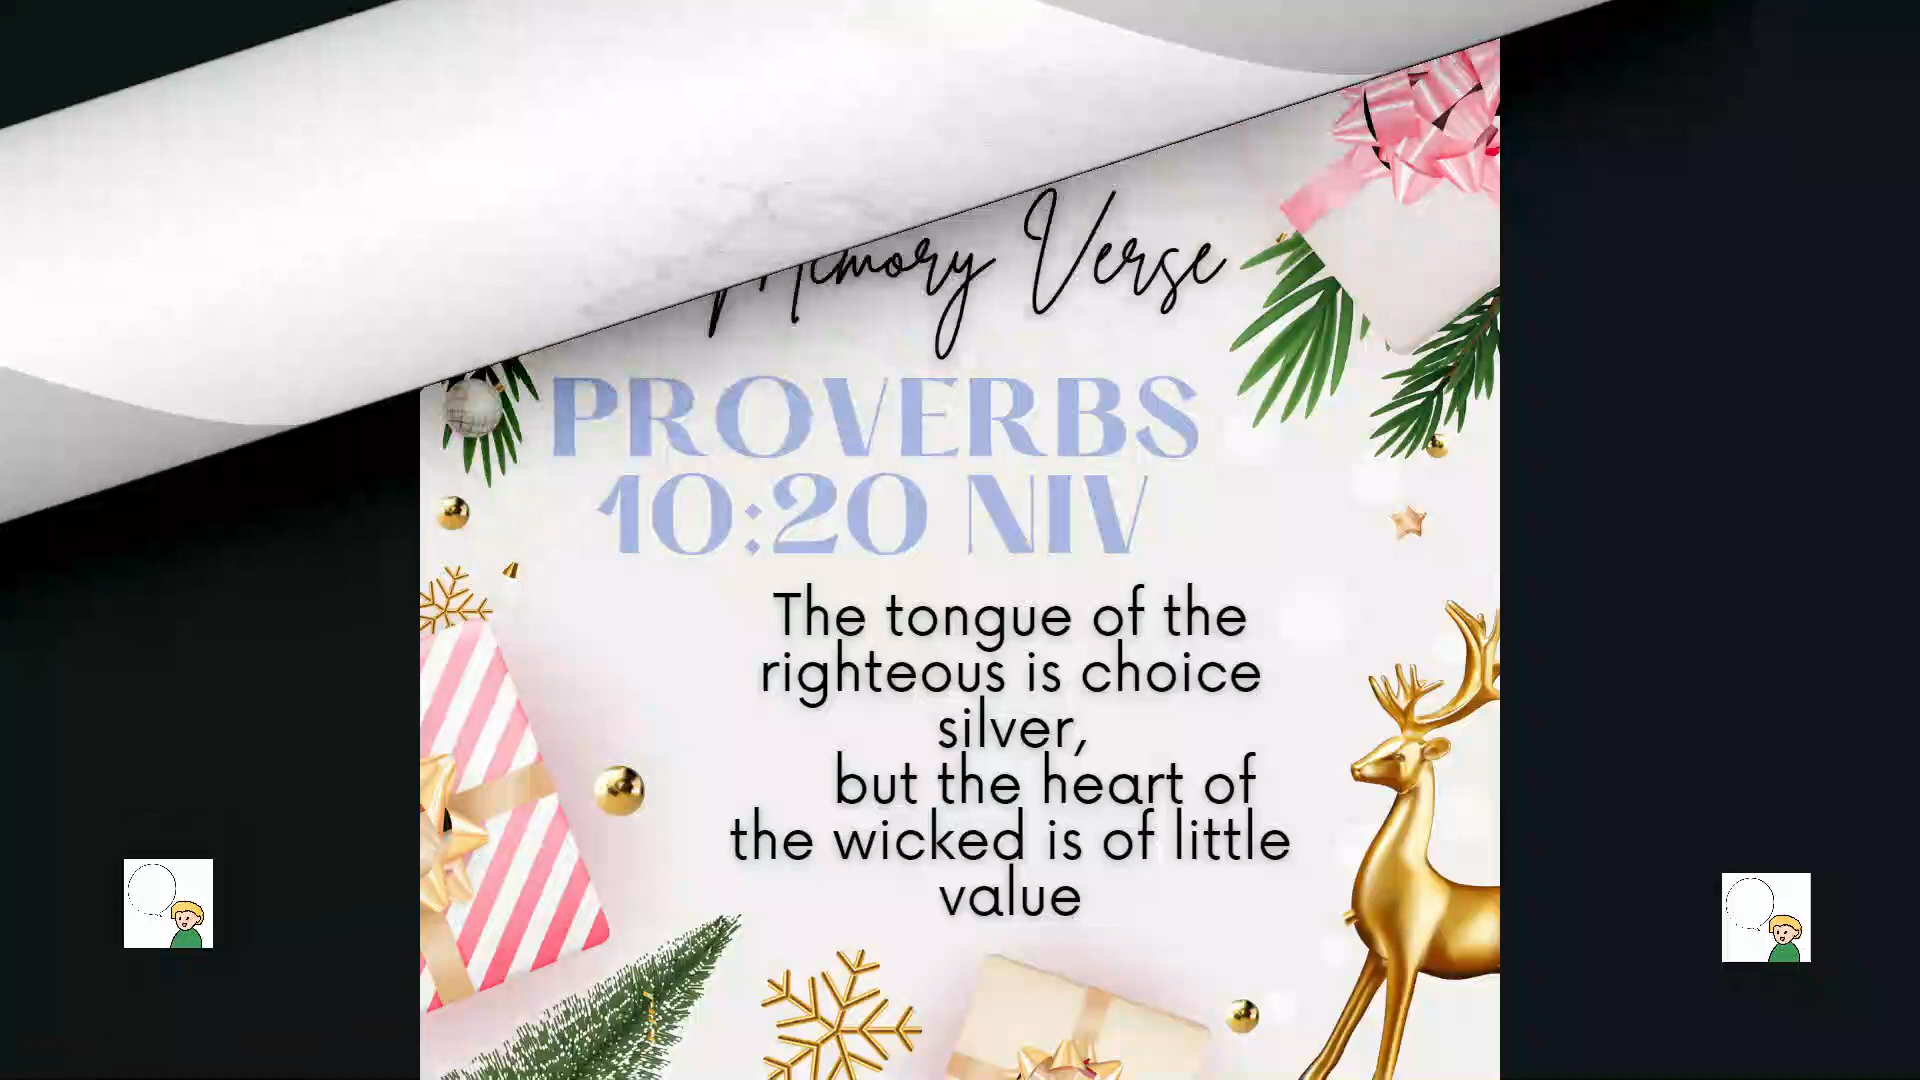 Memory Verse
PROVERBS
10:20 NIV
The tongue of the
righteous is choice
silver,
but the heart of
the wicked is of little
value